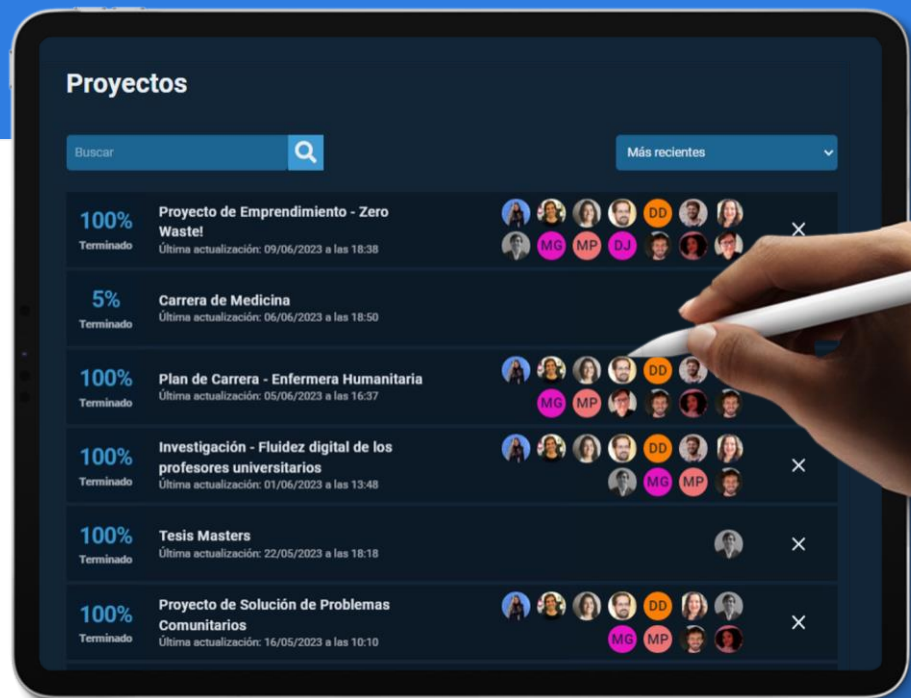 Proyectos
Buscar
Más recientes
100%
Terminado
Proyecto de Emprendimiento - Zero
Waste!
Última actualización: 09/06/2023 a las 18:38
DD
MG MP DJ
5%
Terminado
Carrera de Medicina
Última actualización: 06/06/2023 a las 18:50
100%
Terminado
Plan de Carrera - Enfermera Humanitaria
Última actualización: 05/06/2023 a las 16:37
DD
MG MP
100%
Terminado
Investigación - Fluidez digital de los
profesores universitarios
Última actualización: 01/06/2023 a las 13:48
DD
MG MP
100%
Terminado
Tesis Masters
Última actualización: 22/05/2023 a las 18:18
100%
Terminado
Proyecto de Solución de Problemas
Comunitarios
Última actualización: 16/05/2023 a las 10:10
DD
MG MP